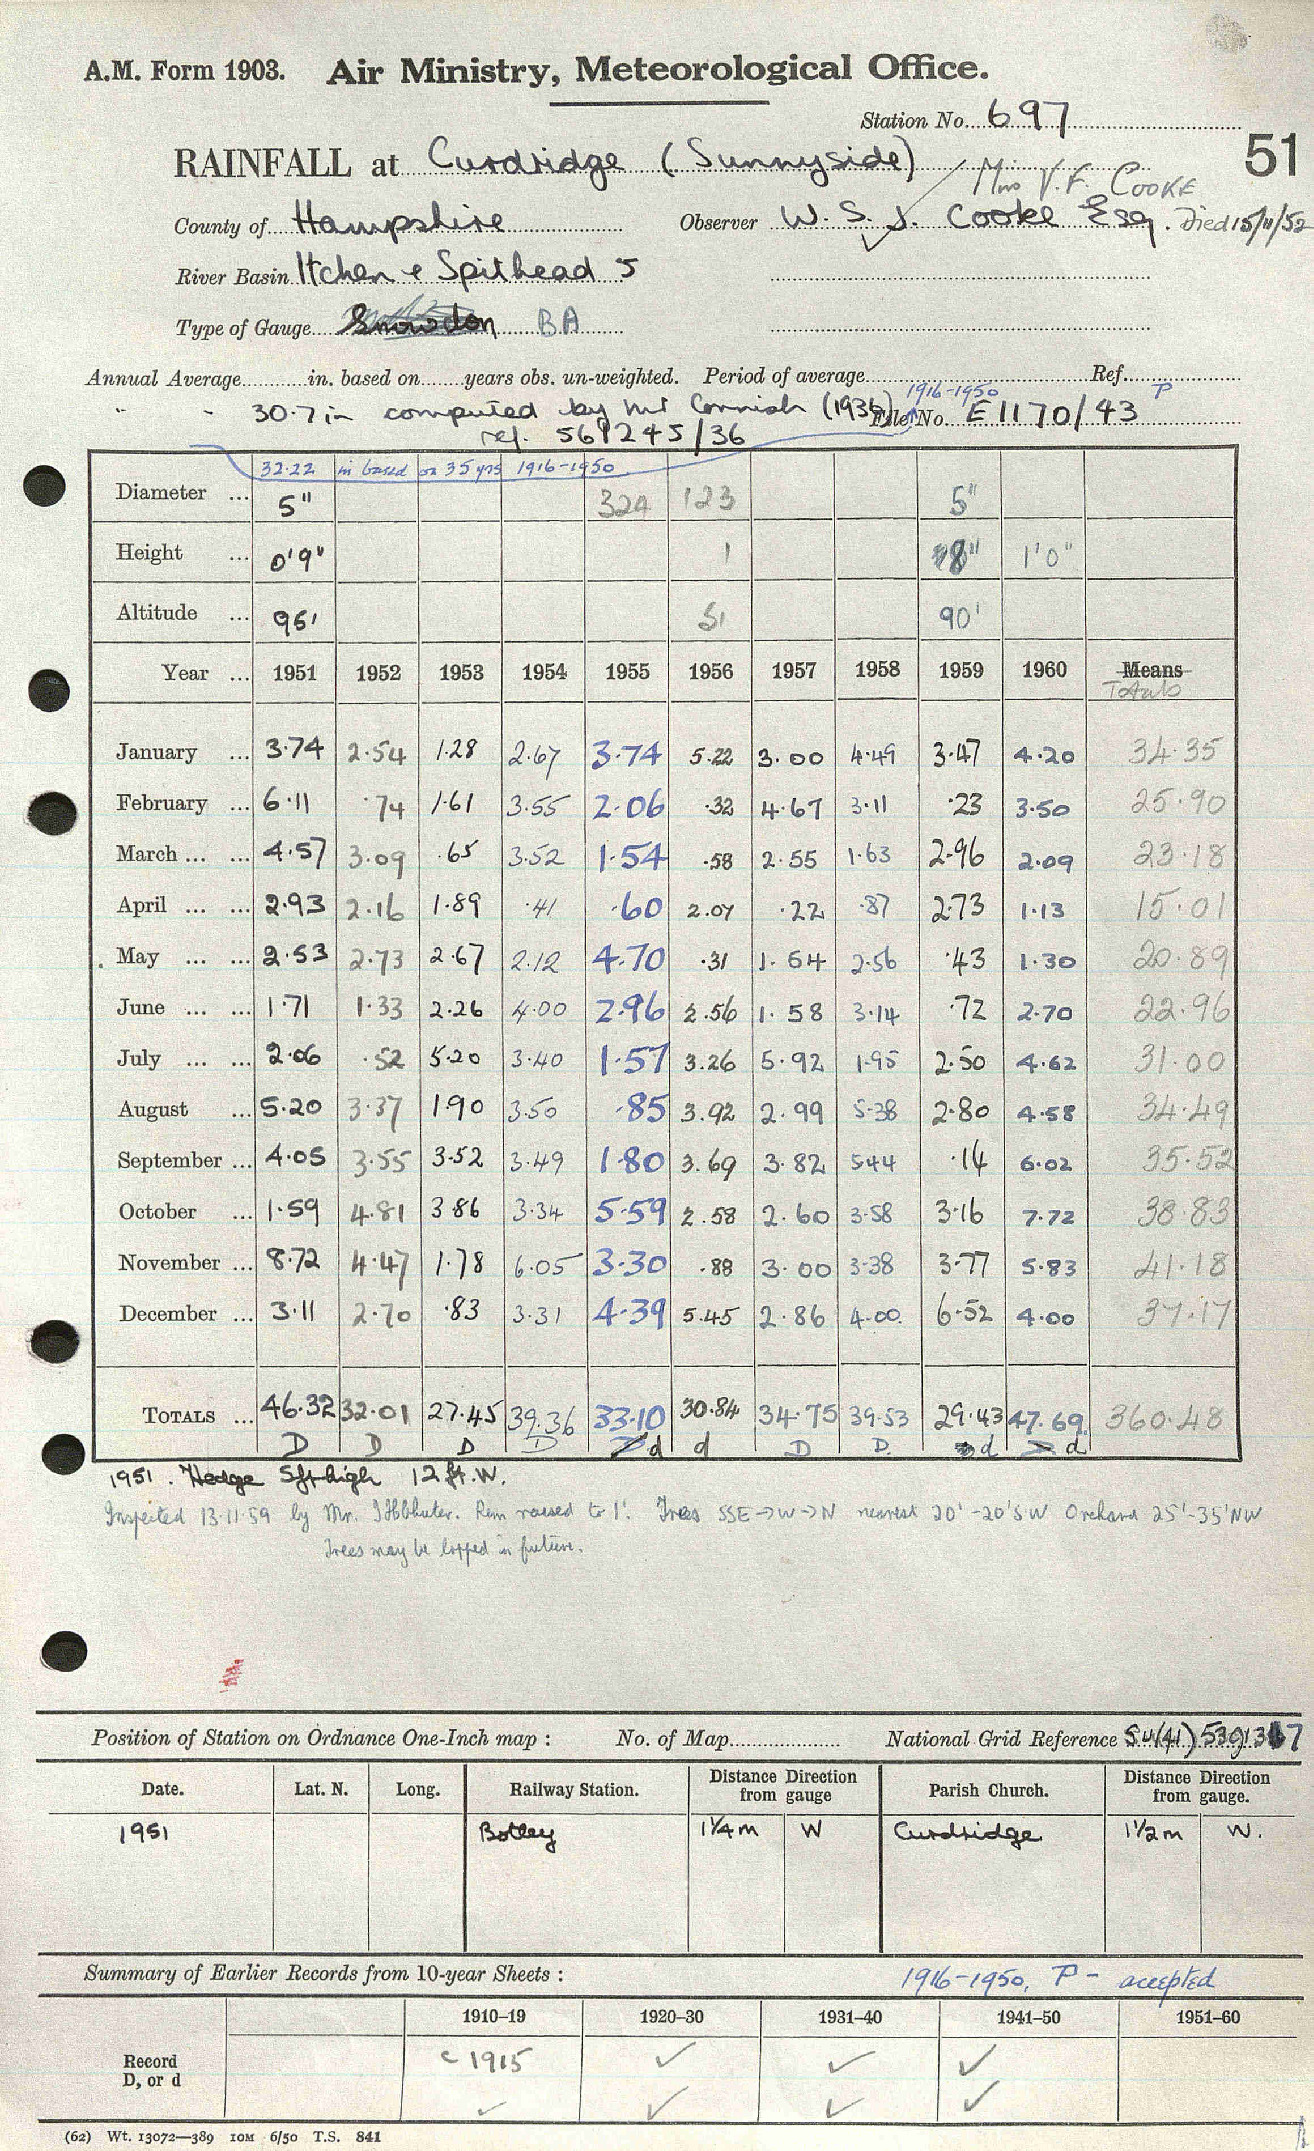 A.M. Form 1903. Air Ministry, Meteorological Office.
Station No. 697
51
RAINFALL at Curdridge (Sunnyside)
Mrs V. F. COOKE
County of Hampshire Observer W. S. J. Cooke Esq. Died 15/11/52
River Basin Itchen & Spithead 5
Type of Gauge Snowdon BA
Annual Average in. based on years obs. un-weighted. Period of average Ref.
1916-1950 P
" " 30.7 in computed by Mr Cornish (1936) File No. E1170/43
ref. 561245/36
32.22 in based on 35 yrs 1916-1950
Diameter ... 5" 324 123 5"
Height ... 0'9" 1 8" 1'0"
Altitude ... 95' 51 90'
Year ... 1951 1952 1953 1954 1955 1956 1957 1958 1959 1960 Means
Totals
January ... 3.74 2.54 1.28 2.67 3.74 5.22 3.00 4.49 3.47 4.20 34.35
February ... 6.11 .74 1.61 3.55 2.06 .32 4.67 3.11 .23 3.50 25.90
March ... ... 4.57 3.09 .65 3.52 1.54 .58 2.55 1.63 2.96 2.09 23.18
April ... ... 2.93 2.16 1.89 .41 .60 2.07 .22 .87 2.73 1.13 15.01
May ... ... 2.53 2.73 2.67 2.12 4.70 .31 1.54 2.56 .43 1.30 20.89
June ... ... 1.71 1.33 2.26 4.00 2.96 2.56 1.58 3.14 .72 2.70 22.96
July ... ... 2.06 .52 5.20 3.40 1.57 3.26 5.92 1.95 2.50 4.62 31.00
August ... 5.20 3.37 1.90 3.50 .85 3.92 2.99 5.38 2.80 4.58 34.49
September ... 4.05 3.55 3.52 3.49 1.80 3.69 3.82 5.44 .14 6.02 35.52
October ... 1.59 4.81 3.86 3.34 5.59 2.58 2.60 3.58 3.16 7.72 38.83
November ... 8.72 4.47 1.78 6.05 3.30 .88 3.00 3.38 3.77 5.83 41.18
December ... 3.11 2.70 .83 3.31 4.39 5.45 2.86 4.00 6.52 4.00 37.17
TOTALS ... 46.32 32.01 27.45 39.36 33.10 30.84 34.75 39.53 29.43 47.69 360.48
D D D D d d D D d d
1951. Hedge 5ft high 12 ft. W.
Inspected 13.11.59 by Mr. Rim raised to 1'. Trees SSE→W→N nearest 20'-20'SW Orchard 25'-35'NW
Trees may be lopped in future.
Position of Station on Ordnance One-Inch map : No. of Map National Grid Reference SU(41)
Date. Lat. N. Long. Railway Station. Distance from Direction gauge Parish Church. Distance from Direction gauge.
1951 Botley 1¼m W Curdridge 1½m W.
Summary of Earlier Records from 10-year Sheets : 1916-1950. P - accepted
1910–19 1920–30 1931–40 1941–50 1951–60
Record D, or d c 1915 ✓ ✓ ✓
✓ ✓ ✓ ✓
(62) Wt. 13072—389 10M 6/50 T.S. 841